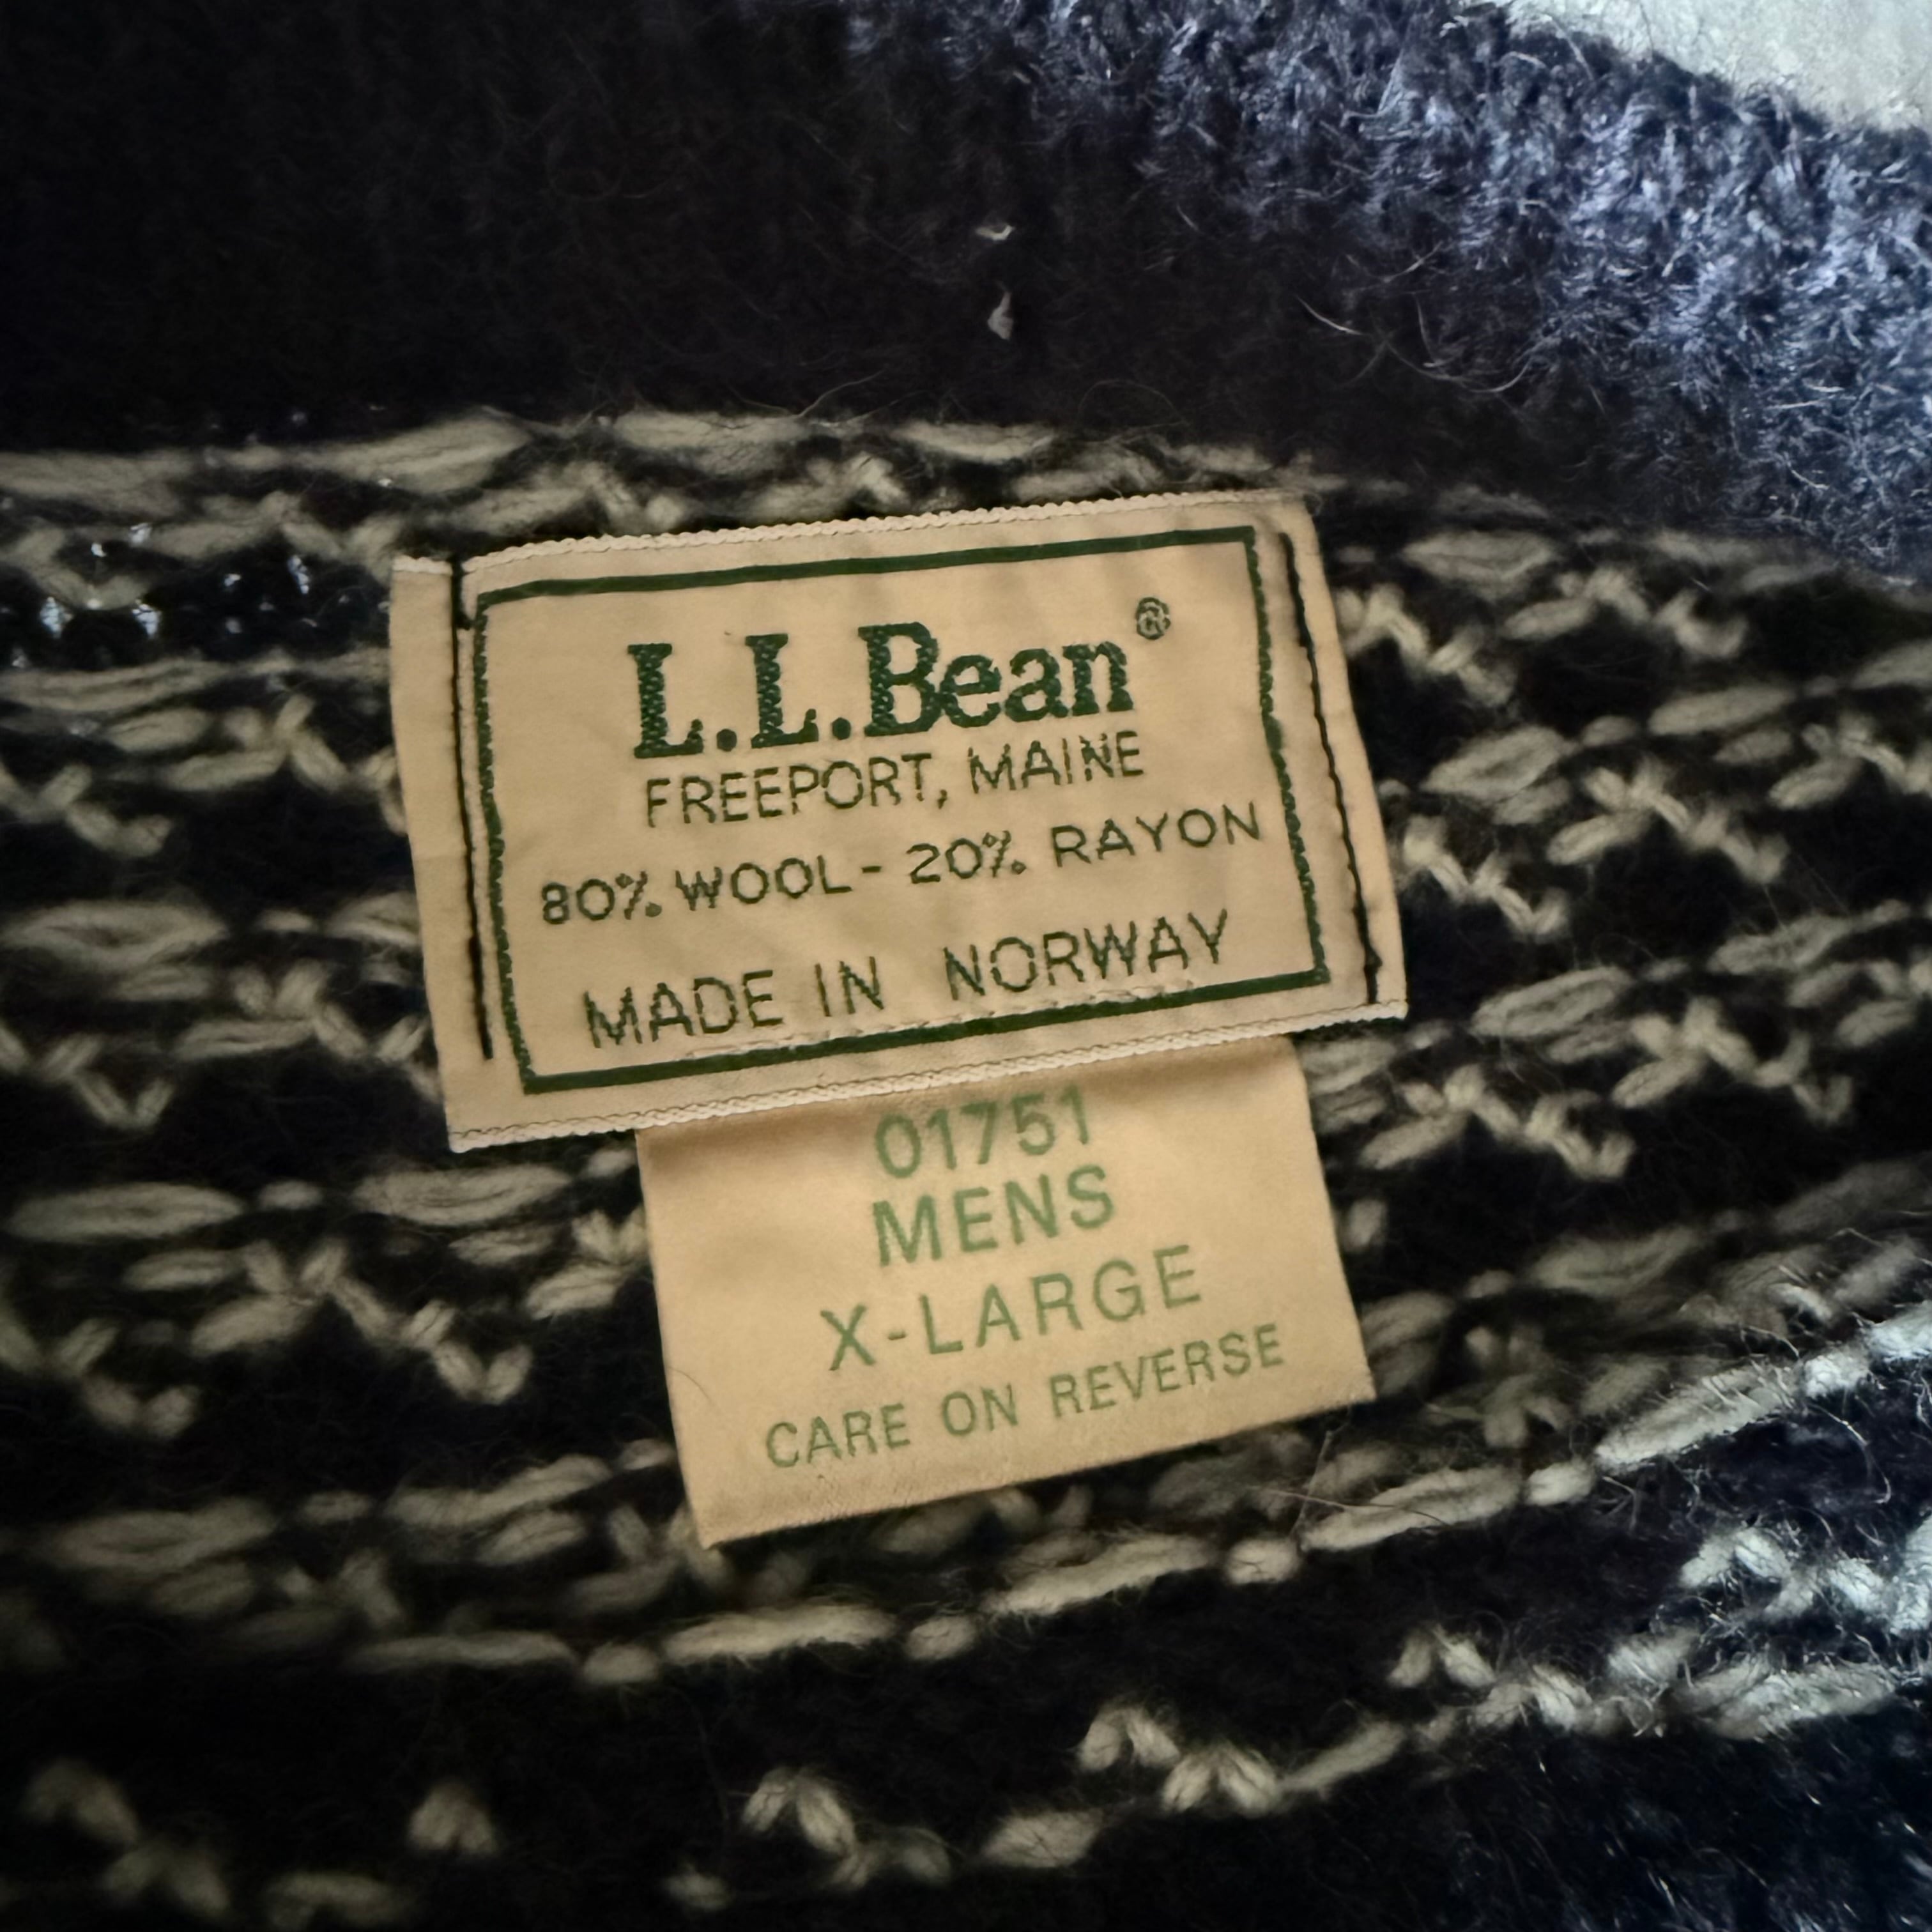 L.L.Bean®
FREEPORT, MAINE
80% WOOL - 20% RAYON
MADE IN NORWAY
01751
MENS
X-LARGE
CARE ON REVERSE